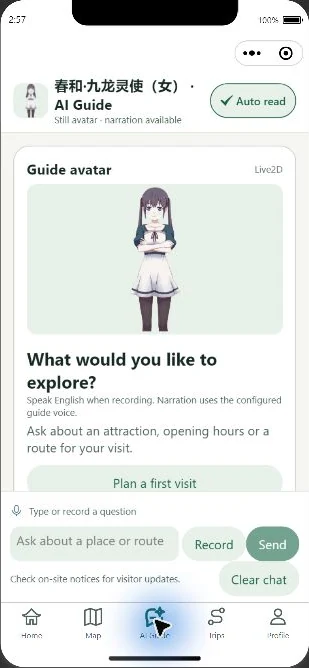 2:57
100%
春和·九龙灵使（女）·
AI Guide
Still avatar · narration available
Auto read
Guide avatar
Live2D
What would you like to
explore?
Speak English when recording. Narration uses the configured
guide voice.
Ask about an attraction, opening hours or a
route for your visit.
Plan a first visit
Type or record a question
Ask about a place or route
Record
Send
Check on-site notices for visitor updates.
Clear chat
Home
Map
AI Guide
Trips
Profile